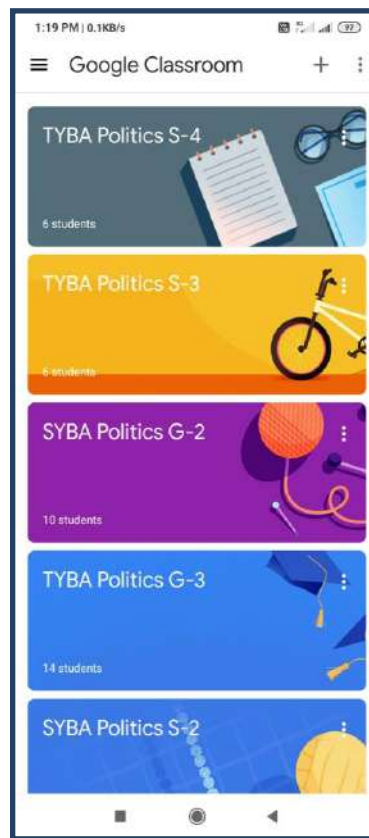 1:19 PM | 0.1KB/s 97
Google Classroom
TYBA Politics S-4
6 students
TYBA Politics S-3
6 students
SYBA Politics G-2
10 students
TYBA Politics G-3
14 students
SYBA Politics S-2